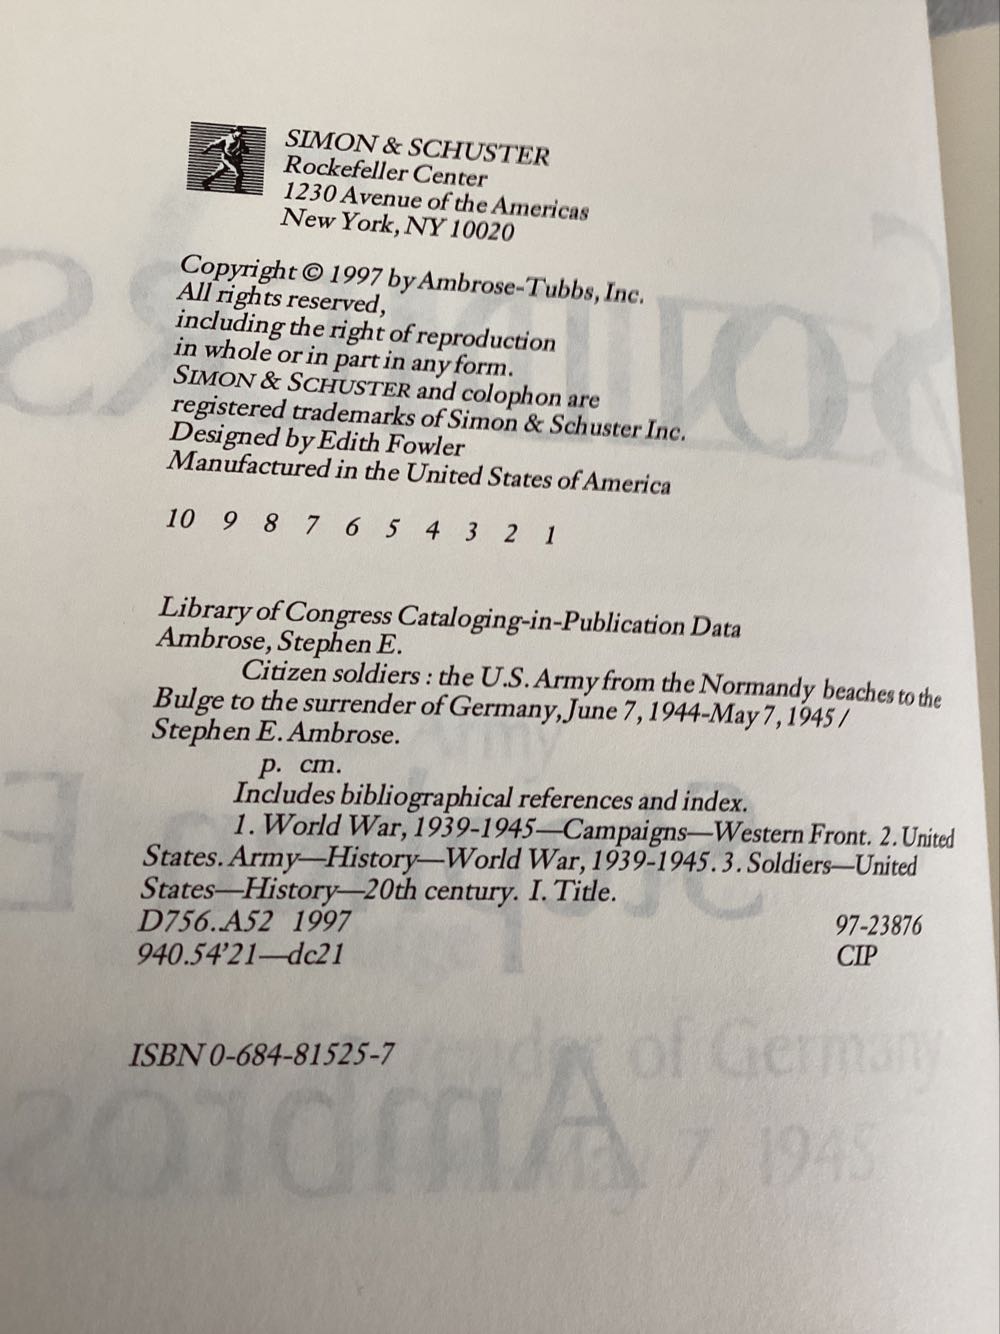 SIMON & SCHUSTER
Rockefeller Center
1230 Avenue of the Americas
New York, NY 10020
Copyright © 1997 by Ambrose-Tubbs, Inc.
All rights reserved,
including the right of reproduction
in whole or in part in any form.
SIMON & SCHUSTER and colophon are
registered trademarks of Simon & Schuster Inc.
Designed by Edith Fowler
Manufactured in the United States of America
10 9 8 7 6 5 4 3 2 1
Library of Congress Cataloging-in-Publication Data
Ambrose, Stephen E.
Citizen soldiers : the U.S. Army from the Normandy beaches to the
Bulge to the surrender of Germany, June 7, 1944-May 7, 1945 /
Stephen E. Ambrose.
p. cm.
Includes bibliographical references and index.
1. World War, 1939-1945—Campaigns—Western Front. 2. United
States. Army—History—World War, 1939-1945. 3. Soldiers—United
States—History—20th century. I. Title.
D756.A52 1997 97-23876
940.54'21—dc21 CIP
ISBN 0-684-81525-7